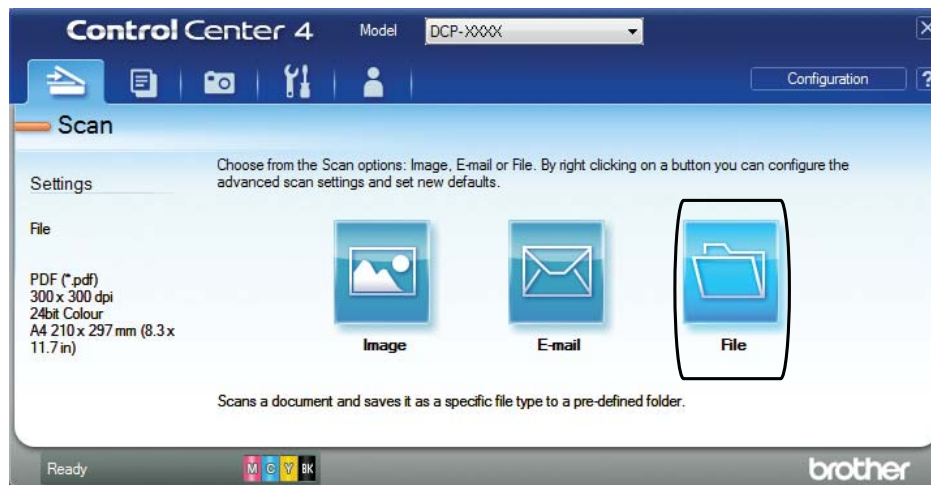 Control Center 4
Model
DCP-XXXX
Configuration
?
Scan
Choose from the Scan options: Image, E-mail or File. By right clicking on a button you can configure the
advanced scan settings and set new defaults.
Settings
File
PDF (*.pdf)
300 x 300 dpi
24bit Colour
A4 210 x 297 mm (8.3 x
11.7 in)
Image
E-mail
File
Scans a document and saves it as a specific file type to a pre-defined folder.
Ready
M C Y BK
brother